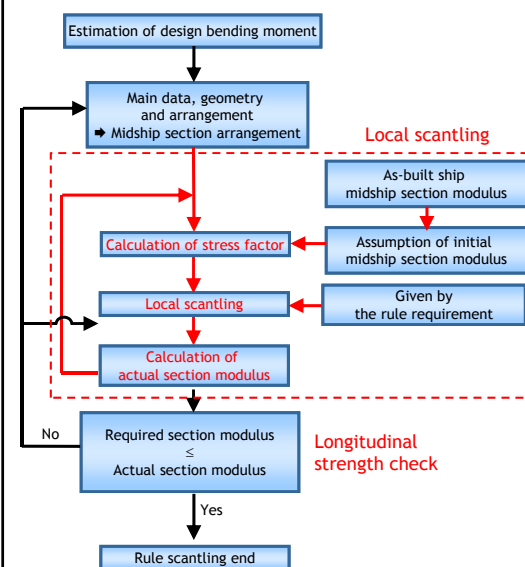 Estimation of design bending moment
Main data, geometry
and arrangement
➡ Midship section arrangement
Local scantling
As-built ship
midship section modulus
Calculation of stress factor
Assumption of initial
midship section modulus
Local scantling
Given by
the rule requirement
Calculation of
actual section modulus
No
Required section modulus
≤
Actual section modulus
Longitudinal
strength check
Yes
Rule scantling end